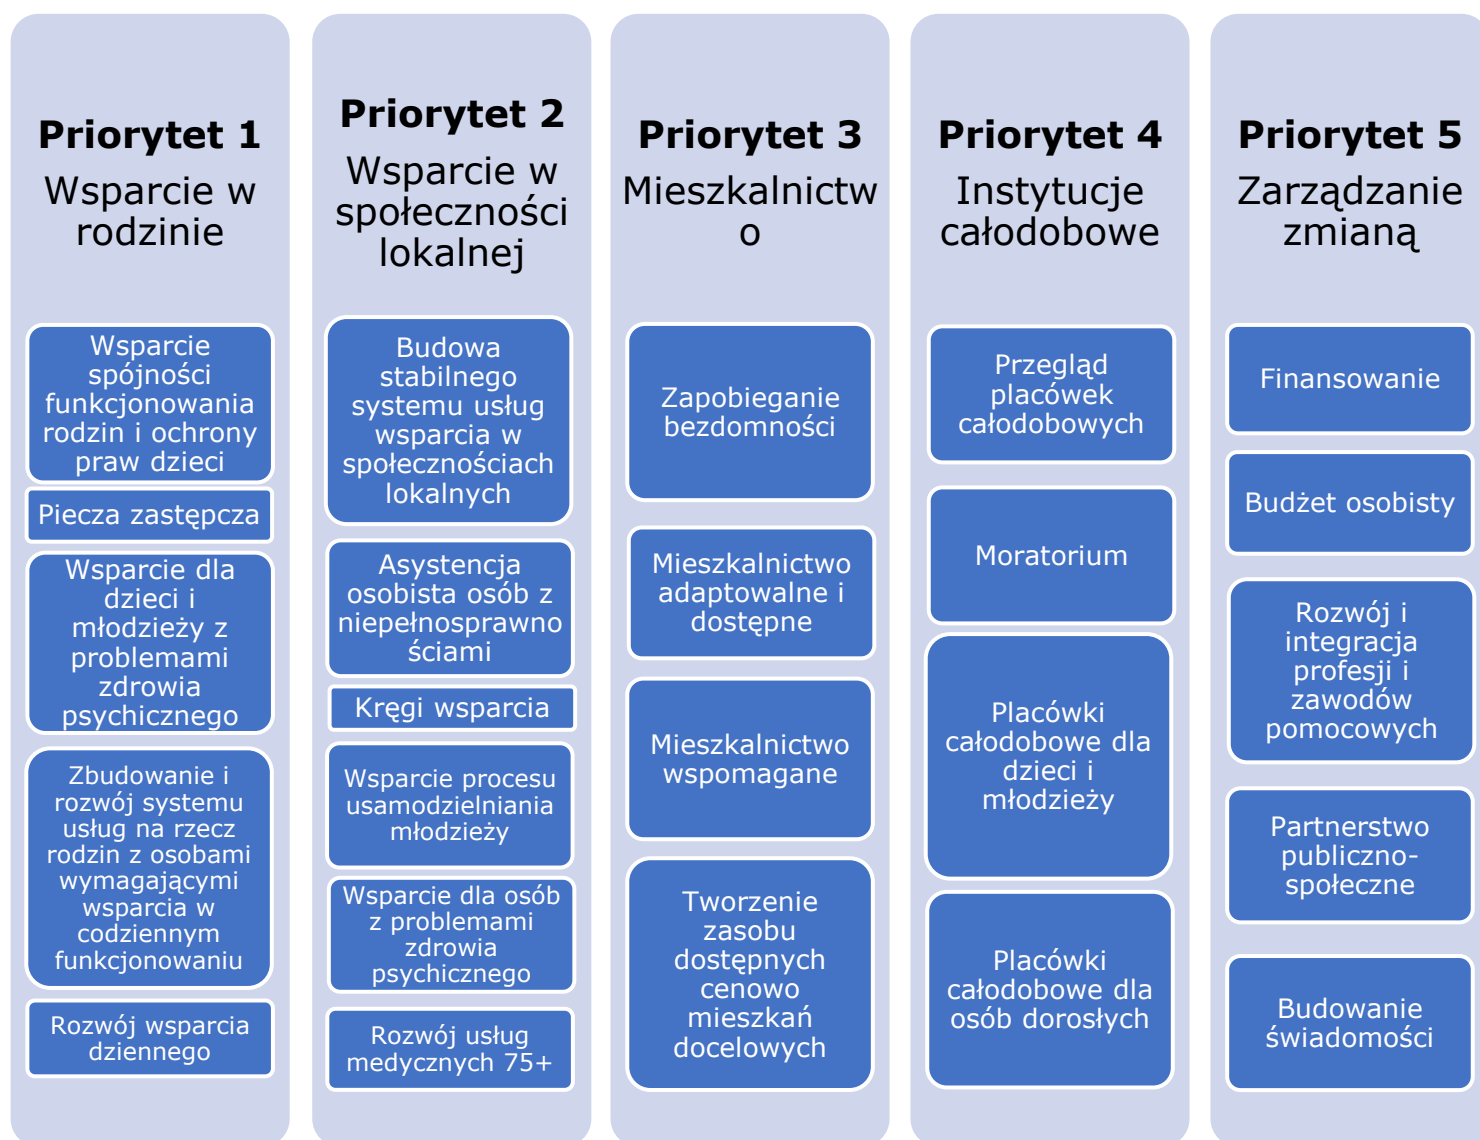 Priorytet 1
Wsparcie w
rodzinie
Wsparcie
spójności
funkcjonowania
rodzin i ochrony
praw dzieci
Piecza zastępcza
Wsparcie dla
dzieci i
młodzieży z
problemami
zdrowia
psychicznego
Zbudowanie i
rozwój systemu
usług na rzecz
rodzin z osobami
wymagającymi
wsparcia w
codziennym
funkcjonowaniu
Rozwój wsparcia
dziennego
Priorytet 2
Wsparcie w
społeczności
lokalnej
Budowa
stabilnego
systemu usług
wsparcia w
społecznościach
lokalnych
Asystencja
osobista osób z
niepełnosprawno
ściami
Kręgi wsparcia
Wsparcie procesu
usamodzielniania
młodzieży
Wsparcie dla osób
z problemami
zdrowia
psychicznego
Rozwój usług
medycznych 75+
Priorytet 3
Mieszkalnictw
o
Zapobieganie
bezdomności
Mieszkalnictwo
adaptowalne i
dostępne
Mieszkalnictwo
wspomagane
Tworzenie
zasobu
dostępnych
cenowo
mieszkań
docelowych
Priorytet 4
Instytucje
całodobowe
Przegląd
placówek
całodobowych
Moratorium
Placówki
całodobowe dla
dzieci i
młodzieży
Placówki
całodobowe dla
osób dorosłych
Priorytet 5
Zarządzanie
zmianą
Finansowanie
Budżet osobisty
Rozwój i
integracja
profesji i
zawodów
pomocowych
Partnerstwo
publiczno-
społeczne
Budowanie
świadomości